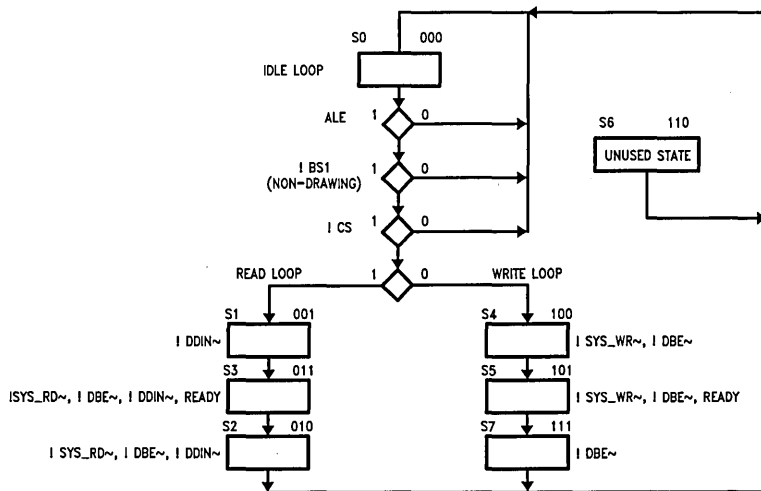 S0 000
IDLE LOOP
ALE 1 0
S6 110
UNUSED STATE
! BS1 1 0
(NON-DRAWING)
! CS 1 0
READ LOOP 1 0 WRITE LOOP
S1 001 S4 100
! DDIN~ ! SYS_WR~, ! DBE~
S3 011 S5 101
!SYS_RD~, ! DBE~, ! DDIN~, READY ! SYS_WR~, ! DBE~, READY
S2 010 S7 111
! SYS_RD~, ! DBE~, ! DDIN~ ! DBE~